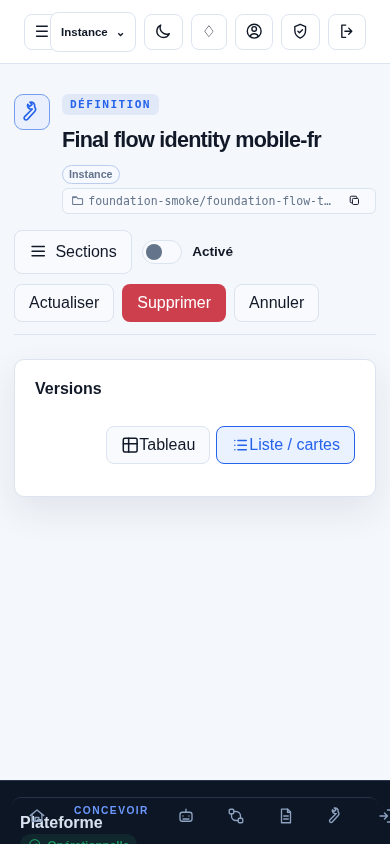 Instance
DÉFINITION
Final flow identity mobile-fr
Instance
foundation-smoke/foundation-flow-t…
Sections
Activé
Actualiser Supprimer Annuler
Versions
Tableau Liste / cartes
CONCEVOIR
Plateforme
Opérationnelle